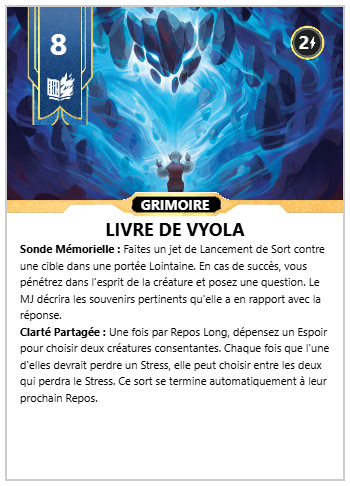 8
2
GRIMOIRE
LIVRE DE VYOLA
Sonde Mémorielle : Faites un jet de Lancement de Sort contre
une cible dans une portée Lointaine. En cas de succès, vous
pénétrez dans l'esprit de la créature et posez une question. Le
MJ décrira les souvenirs pertinents qu'elle a en rapport avec la
réponse.
Clarté Partagée : Une fois par Repos Long, dépensez un Espoir
pour choisir deux créatures consentantes. Chaque fois que l'une
d'elles devrait perdre un Stress, elle peut choisir entre les deux
qui perdra le Stress. Ce sort se termine automatiquement à leur
prochain Repos.